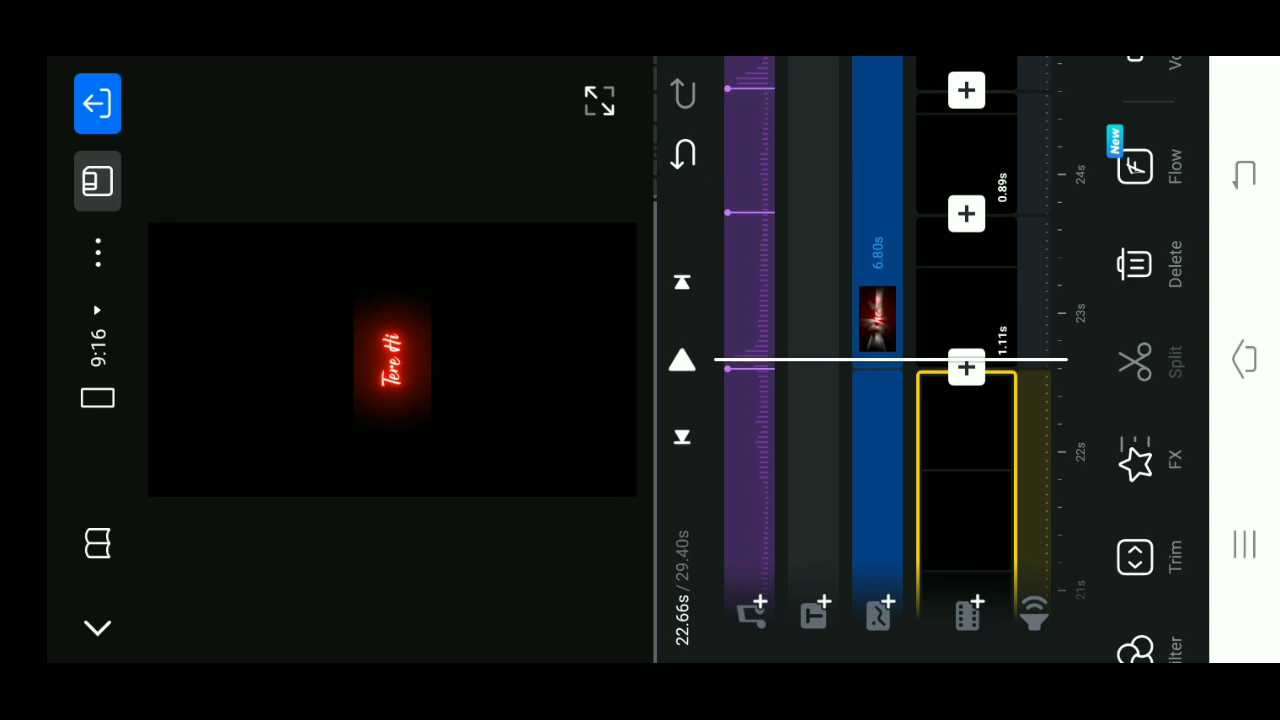 9:16
Tere Hi
22.66s / 29.40s
6.80s
1.11s
0.89s
21s
22s
23s
24s
Trim
FX
Split
Delete
New
Flow